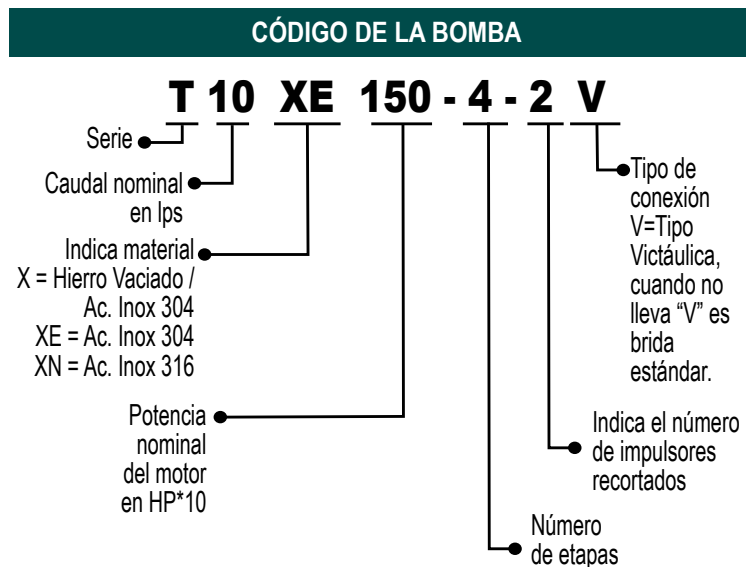 CÓDIGO DE LA BOMBA
T 10 XE 150 - 4 - 2 V
Serie
Caudal nominal
en lps
Indica material
X = Hierro Vaciado /
Ac. Inox 304
XE = Ac. Inox 304
XN = Ac. Inox 316
Potencia
nominal
del motor
en HP*10
Tipo de
conexión
V=Tipo
Victáulica,
cuando no
lleva “V” es
brida
estándar.
Indica el número
de impulsores
recortados
Número
de etapas